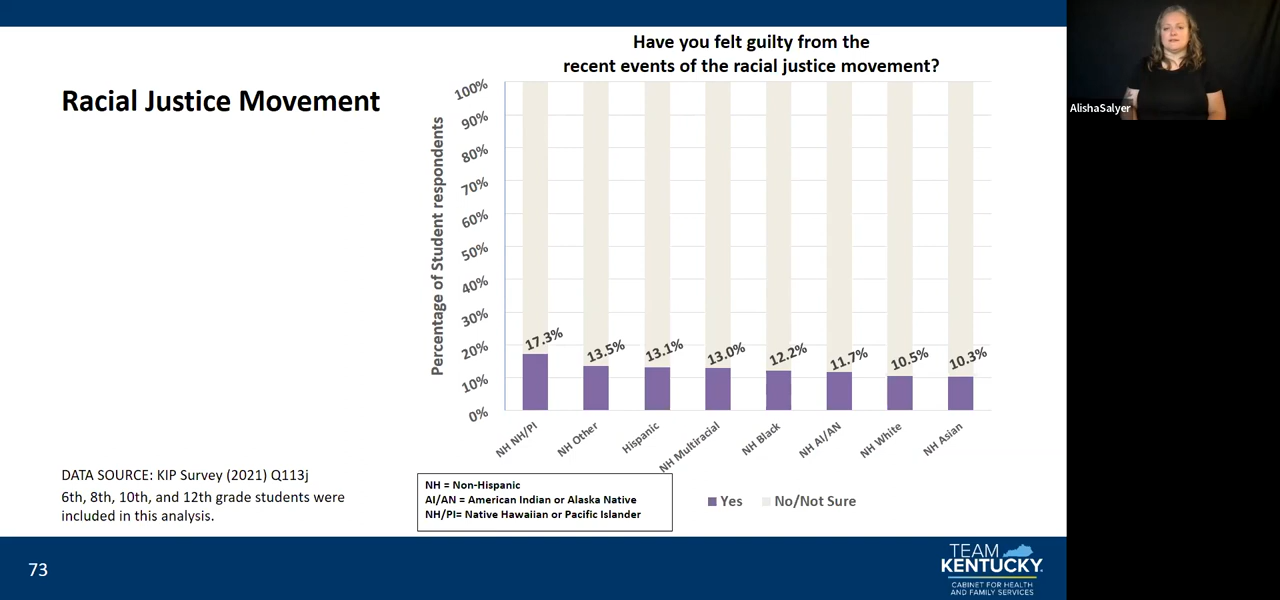 Racial Justice Movement
Have you felt guilty from the
recent events of the racial justice movement?
Percentage of Student respondents
100%
90%
80%
70%
60%
50%
40%
30%
20%
10%
0%
17.3%
13.5%
13.1%
13.0%
12.2%
11.7%
10.5%
10.3%
NH NH/PI
NH Other
Hispanic
NH Multiracial
NH Black
NH AI/AN
NH White
NH Asian
NH = Non-Hispanic
AI/AN = American Indian or Alaska Native
NH/PI= Native Hawaiian or Pacific Islander
Yes
No/Not Sure
DATA SOURCE: KIP Survey (2021) Q113j
6th, 8th, 10th, and 12th grade students were
included in this analysis.
73
TEAM
KENTUCKY.
CABINET FOR HEALTH
AND FAMILY SERVICES
AlishaSalyer